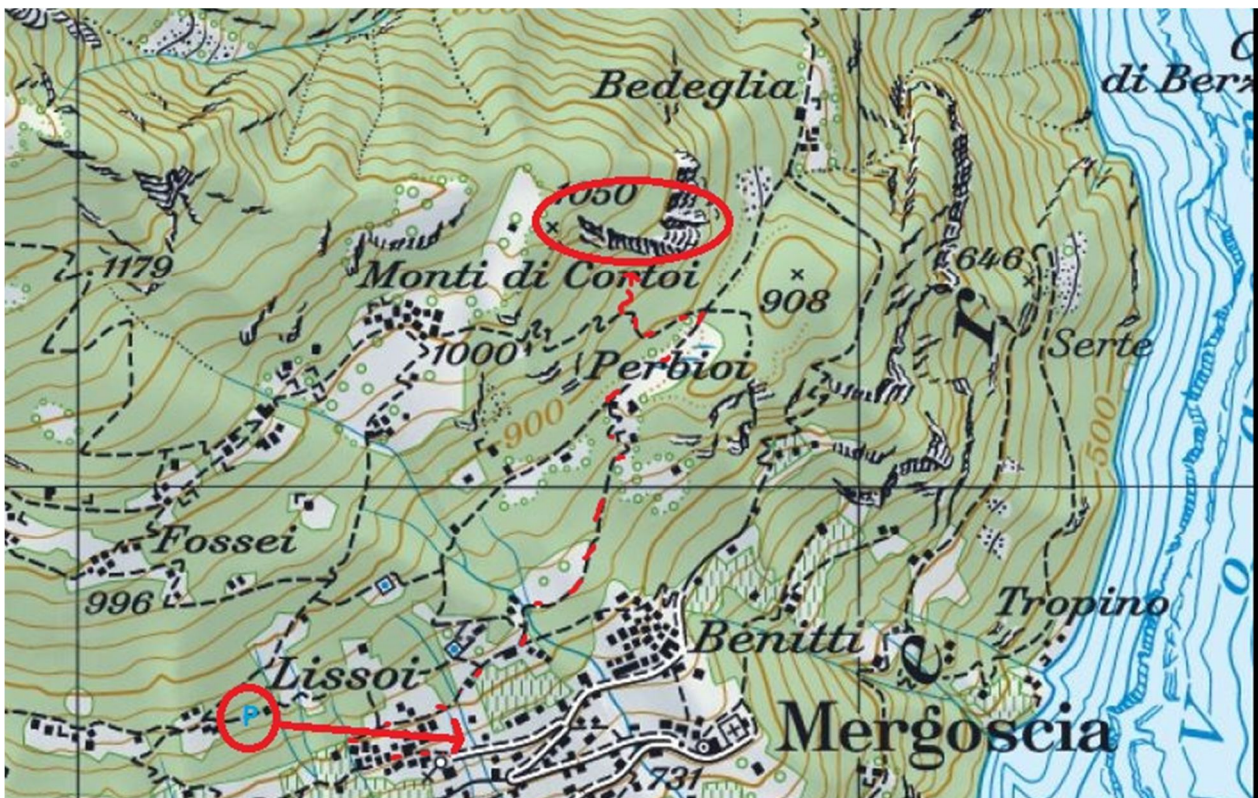 Bedeglia
di Berz
1050
1179
Monti di Cortoi
908
646
r
1000
Perbioi
Serte
900
500
Fossei
996
Tropino
Benitti
e
Lissoi
P
V
o
Mergoscia
731